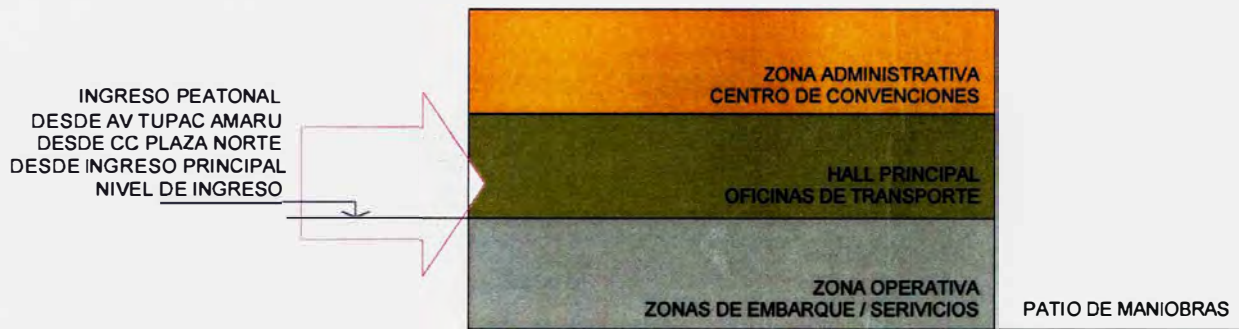 INGRESO PEATONAL
DESDE AV TUPAC AMARU
DESDE CC PLAZA NORTE
DESDE INGRESO PRINCIPAL
NIVEL DE INGRESO
ZONA ADMINISTRATIVA
CENTRO DE CONVENCIONES
HALL PRINCIPAL
OFICINAS DE TRANSPORTE
ZONA OPERATIVA
ZONAS DE EMBARQUE / SERIVICIOS
PATIO DE MANIOBRAS